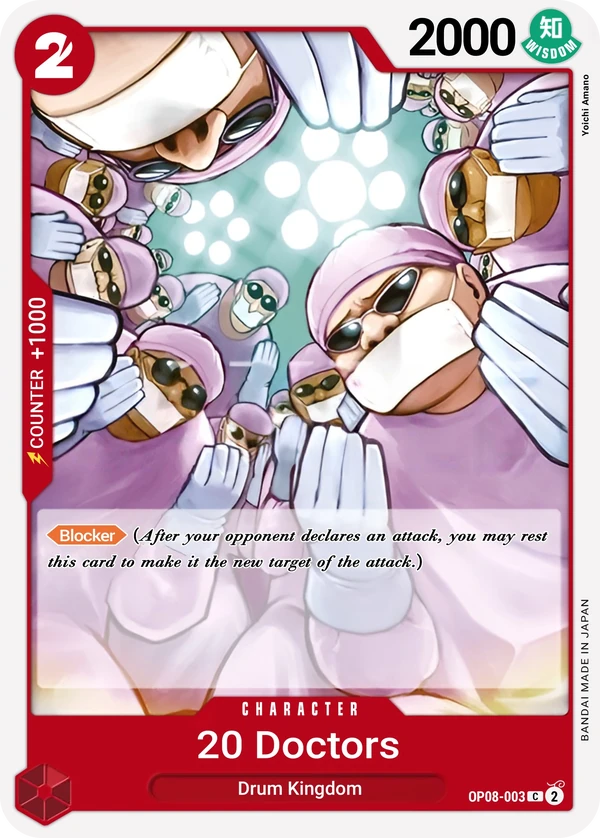 2
2000
知
WISDOM
Yoichi Amano
COUNTER +1000
Blocker (After your opponent declares an attack, you may rest
this card to make it the new target of the attack.)
BANDAI MADE IN JAPAN
CHARACTER
20 Doctors
Drum Kingdom
OP08-003 C 2